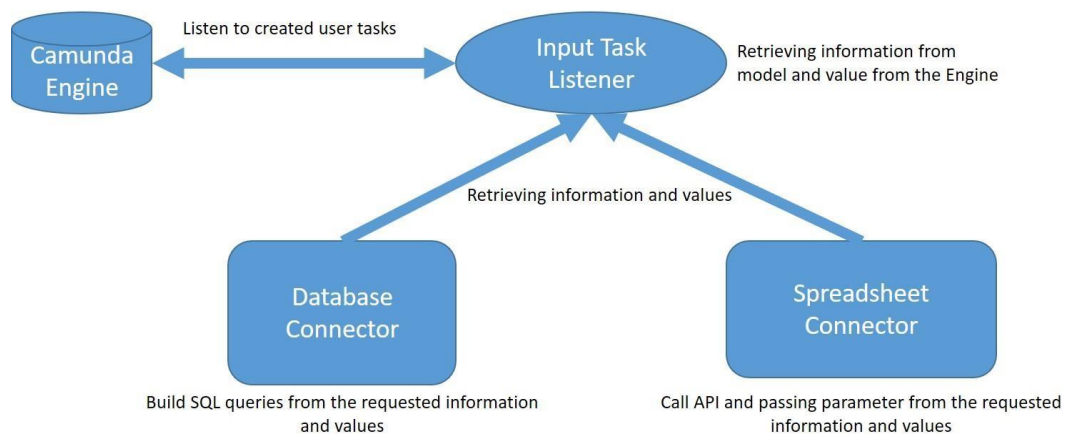 Listen to created user tasks
Camunda
Engine
Input Task
Listener
Retrieving information from
model and value from the Engine
Retrieving information and values
Database
Connector
Spreadsheet
Connector
Build SQL queries from the requested information
and values
Call API and passing parameter from the requested
information and values